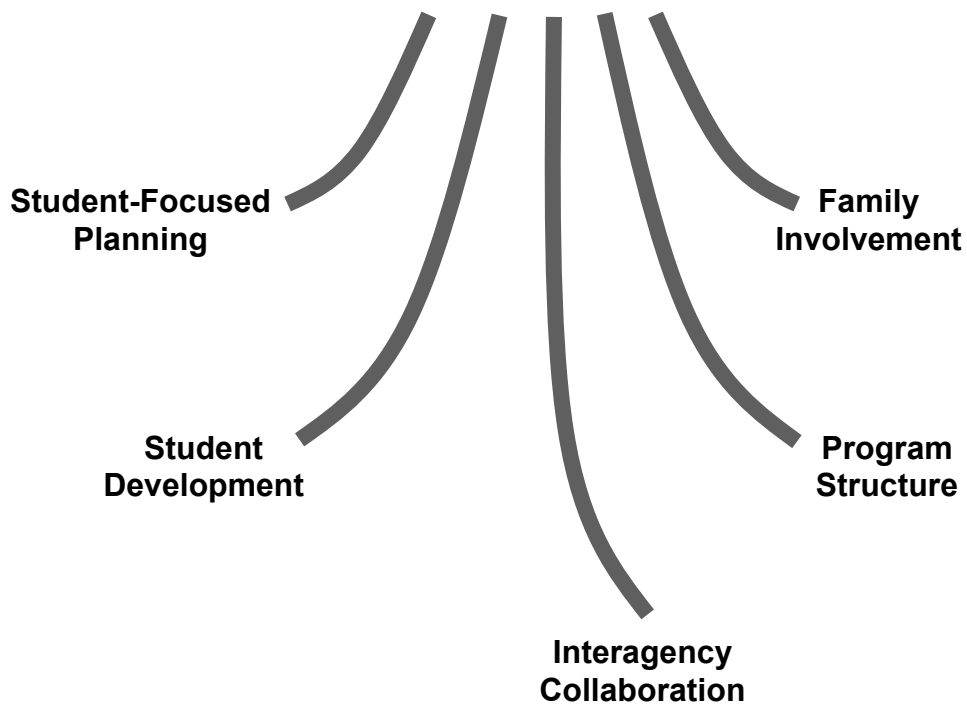 Student-Focused
Planning
Family
Involvement
Student
Development
Program
Structure
Interagency
Collaboration